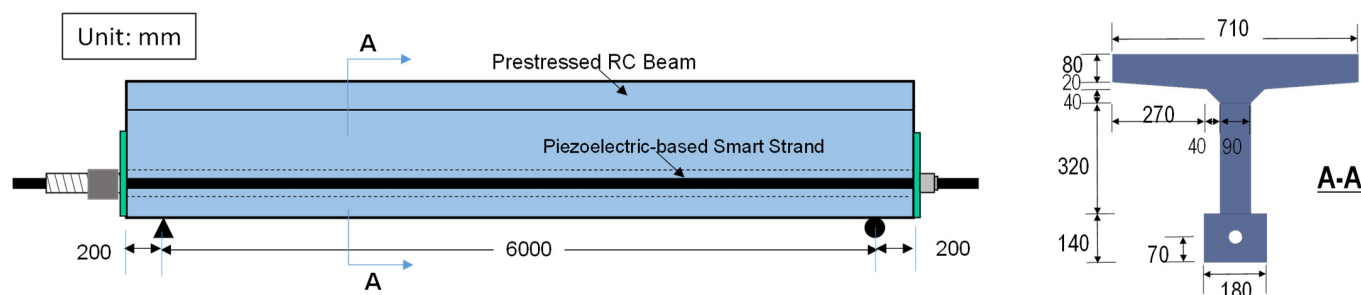 Unit: mm
A
Prestressed RC Beam
Piezoelectric-based Smart Strand
200
6000
200
A
710
80
20
40
270
40
90
320
A-A
140
70
180